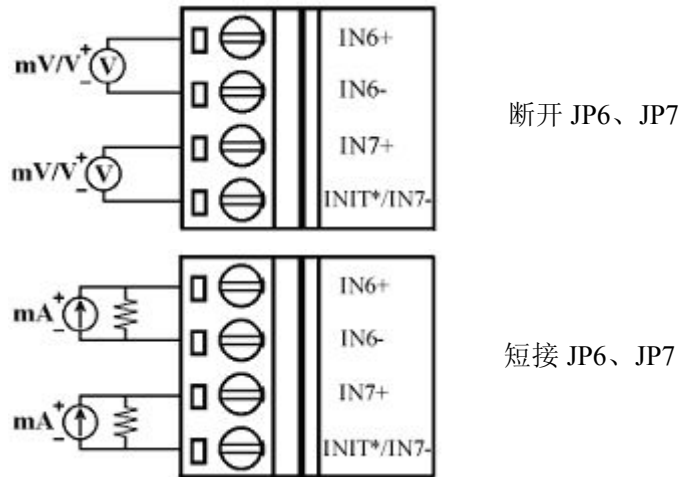 mV/V
+
−
V
IN6+
IN6-
mV/V
+
−
V
IN7+
INIT*/IN7-
断开 JP6、JP7
mA
+
−
IN6+
IN6-
mA
+
−
IN7+
INIT*/IN7-
短接 JP6、JP7